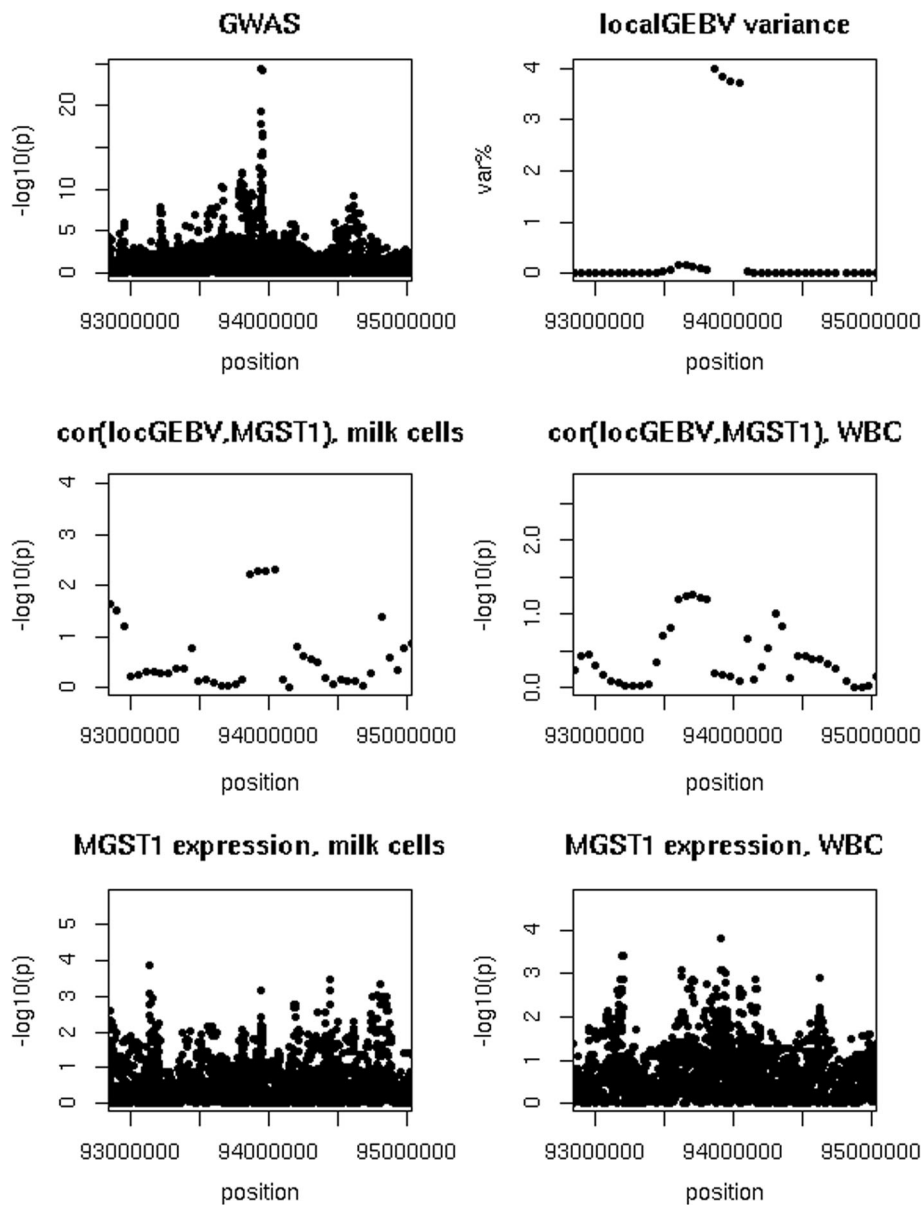 GWAS
-log10(p)
0 5 10 20
93000000 94000000 95000000
position
localGEBV variance
var%
0 1 2 3 4
93000000 94000000 95000000
position
cor(locGEBV,MGST1), milk cells
-log10(p)
0 1 2 3 4
93000000 94000000 95000000
position
cor(locGEBV,MGST1), WBC
-log10(p)
0.0 1.0 2.0
93000000 94000000 95000000
position
MGST1 expression, milk cells
-log10(p)
0 1 2 3 4 5
93000000 94000000 95000000
position
MGST1 expression, WBC
-log10(p)
0 1 2 3 4
93000000 94000000 95000000
position